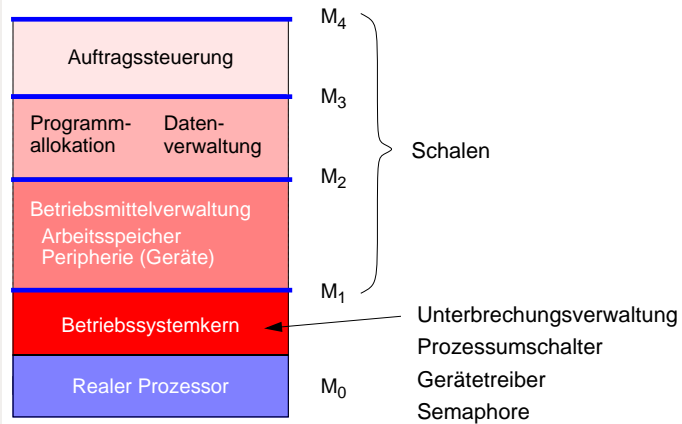 M4
Auftragssteuerung
M3
Programm- Daten-
allokation verwaltung
Schalen
M2
Betriebsmittelverwaltung
Arbeitsspeicher
Peripherie (Geräte)
M1
Betriebssystemkern
Unterbrechungsverwaltung
Prozessumschalter
Realer Prozessor
M0
Gerätetreiber
Semaphore